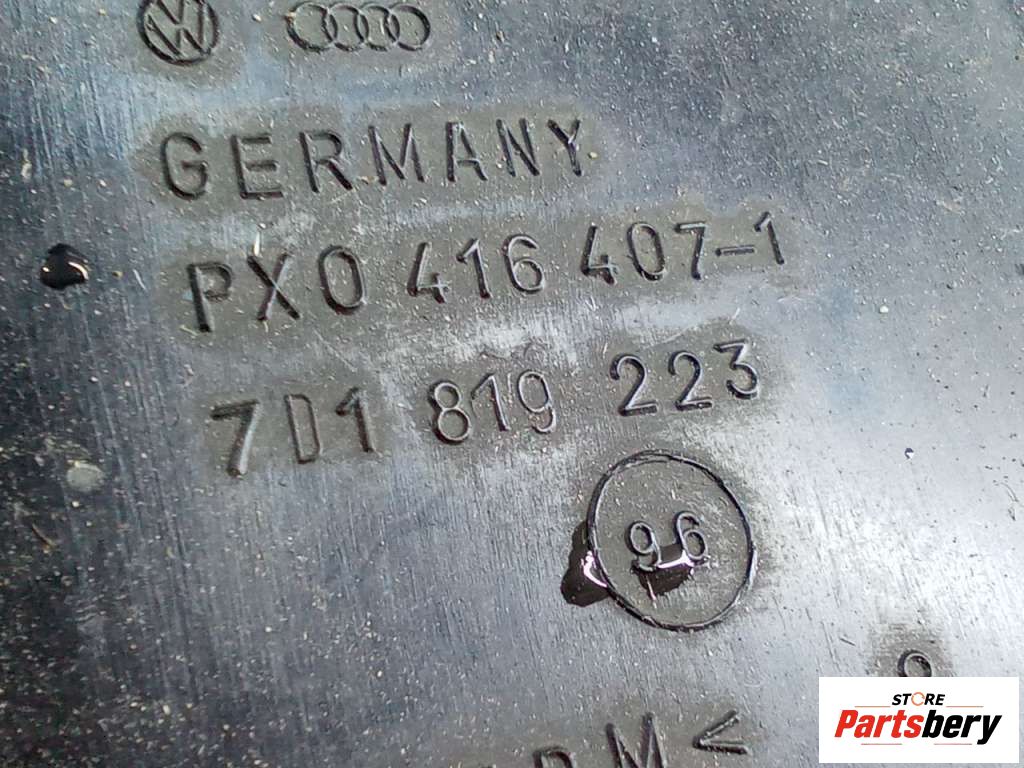 GERMANY
PX0 416 407-1
7D1 819 223
96
STORE
Partsbery